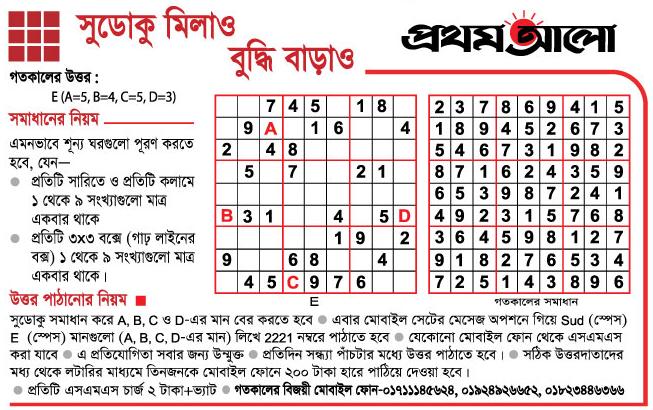 সুডোকু মিলাও
বুদ্ধি বাড়াও
প্রথম আলো
গতকালের উত্তর :
E (A=5, B=4, C=5, D=3)
সমাধানের নিয়ম
এমনভাবে শূন্য ঘরগুলো পূরণ করতে
হবে, যেন—
প্রতিটি সারিতে ও প্রতিটি কলামে
১ থেকে ৯ সংখ্যাগুলো মাত্র
একবার থাকে
প্রতিটি ৩x৩ বক্সে (গাঢ় লাইনের
বক্স) ১ থেকে ৯ সংখ্যাগুলো মাত্র
একবার থাকে।
7 4 5 1 8
9 A 1 6 4
2 4 8
5 7 2 1
B 3 1 4 5 D
1 9 2
9 6 8 4
4 5 C 9 7 6
E
2 3 7 8 6 9 4 1 5
1 8 9 4 5 2 6 7 3
5 4 6 7 3 1 9 8 2
8 7 1 6 2 4 3 5 9
6 5 3 9 8 7 2 4 1
4 9 2 3 1 5 7 6 8
3 6 4 5 9 8 1 2 7
9 1 8 2 7 6 5 3 4
7 2 5 1 4 3 8 9 6
গতকালের সমাধান
উত্তর পাঠানোর নিয়ম
সুডোকু সমাধান করে A, B, C ও D-এর মান বের করতে হবে এবার মোবাইল সেটের মেসেজ অপশনে গিয়ে Sud (স্পেস)
E (স্পেস) মানগুলো (A, B, C, D-এর মান) লিখে 2221 নম্বরে পাঠাতে হবে যেকোনো মোবাইল ফোন থেকে এসএমএস
করা যাবে এ প্রতিযোগিতা সবার জন্য উন্মুক্ত প্রতিদিন সন্ধ্যা পাঁচটার মধ্যে উত্তর পাঠাতে হবে। সঠিক উত্তরদাতাদের
মধ্য থেকে লটারির মাধ্যমে তিনজনকে মোবাইল ফোনে ২০০ টাকা হারে পাঠিয়ে দেওয়া হবে।
প্রতিটি এসএমএস চার্জ ২ টাকা+ভ্যাট গতকালের বিজয়ী মোবাইল ফোন-০১৭১১১৪৫৬২৪, ০১৯২৪৯২৬৬৫২, ০১৮২৩৪৪৬৩৬৬